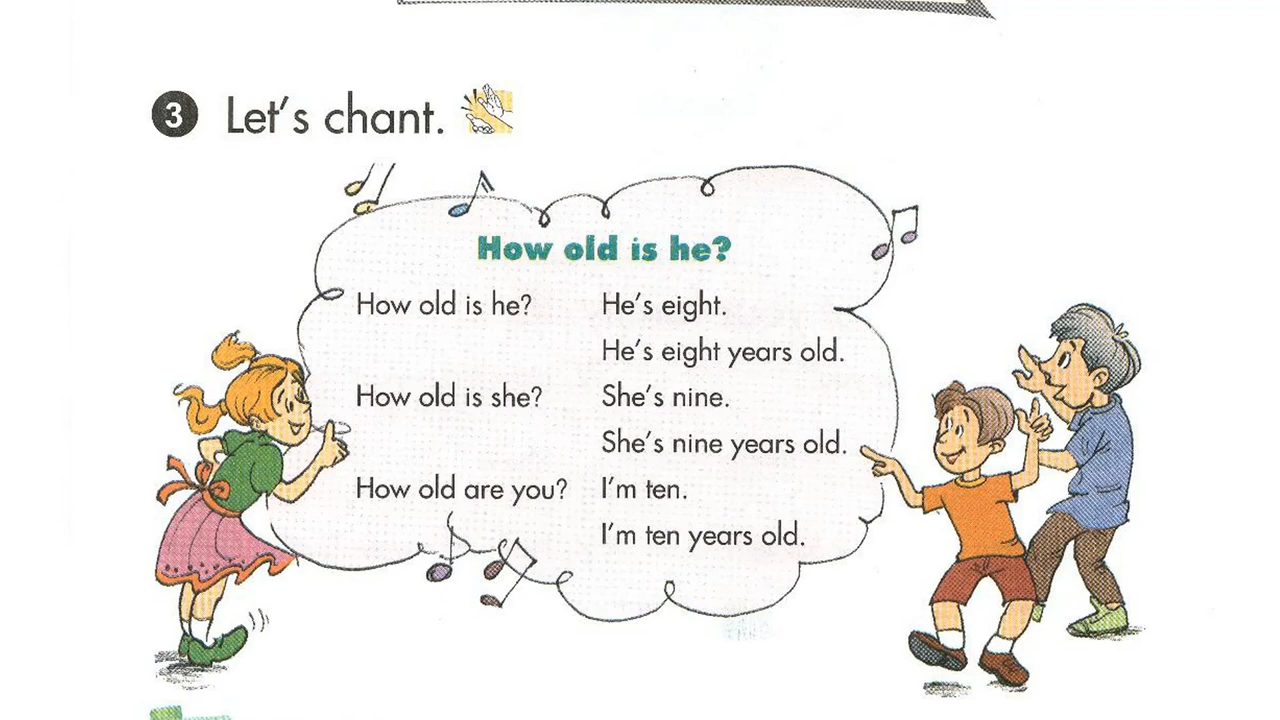 3 Let's chant.
How old is he?
How old is he? He's eight.
He's eight years old.
How old is she? She's nine.
She's nine years old.
How old are you? I'm ten.
I'm ten years old.